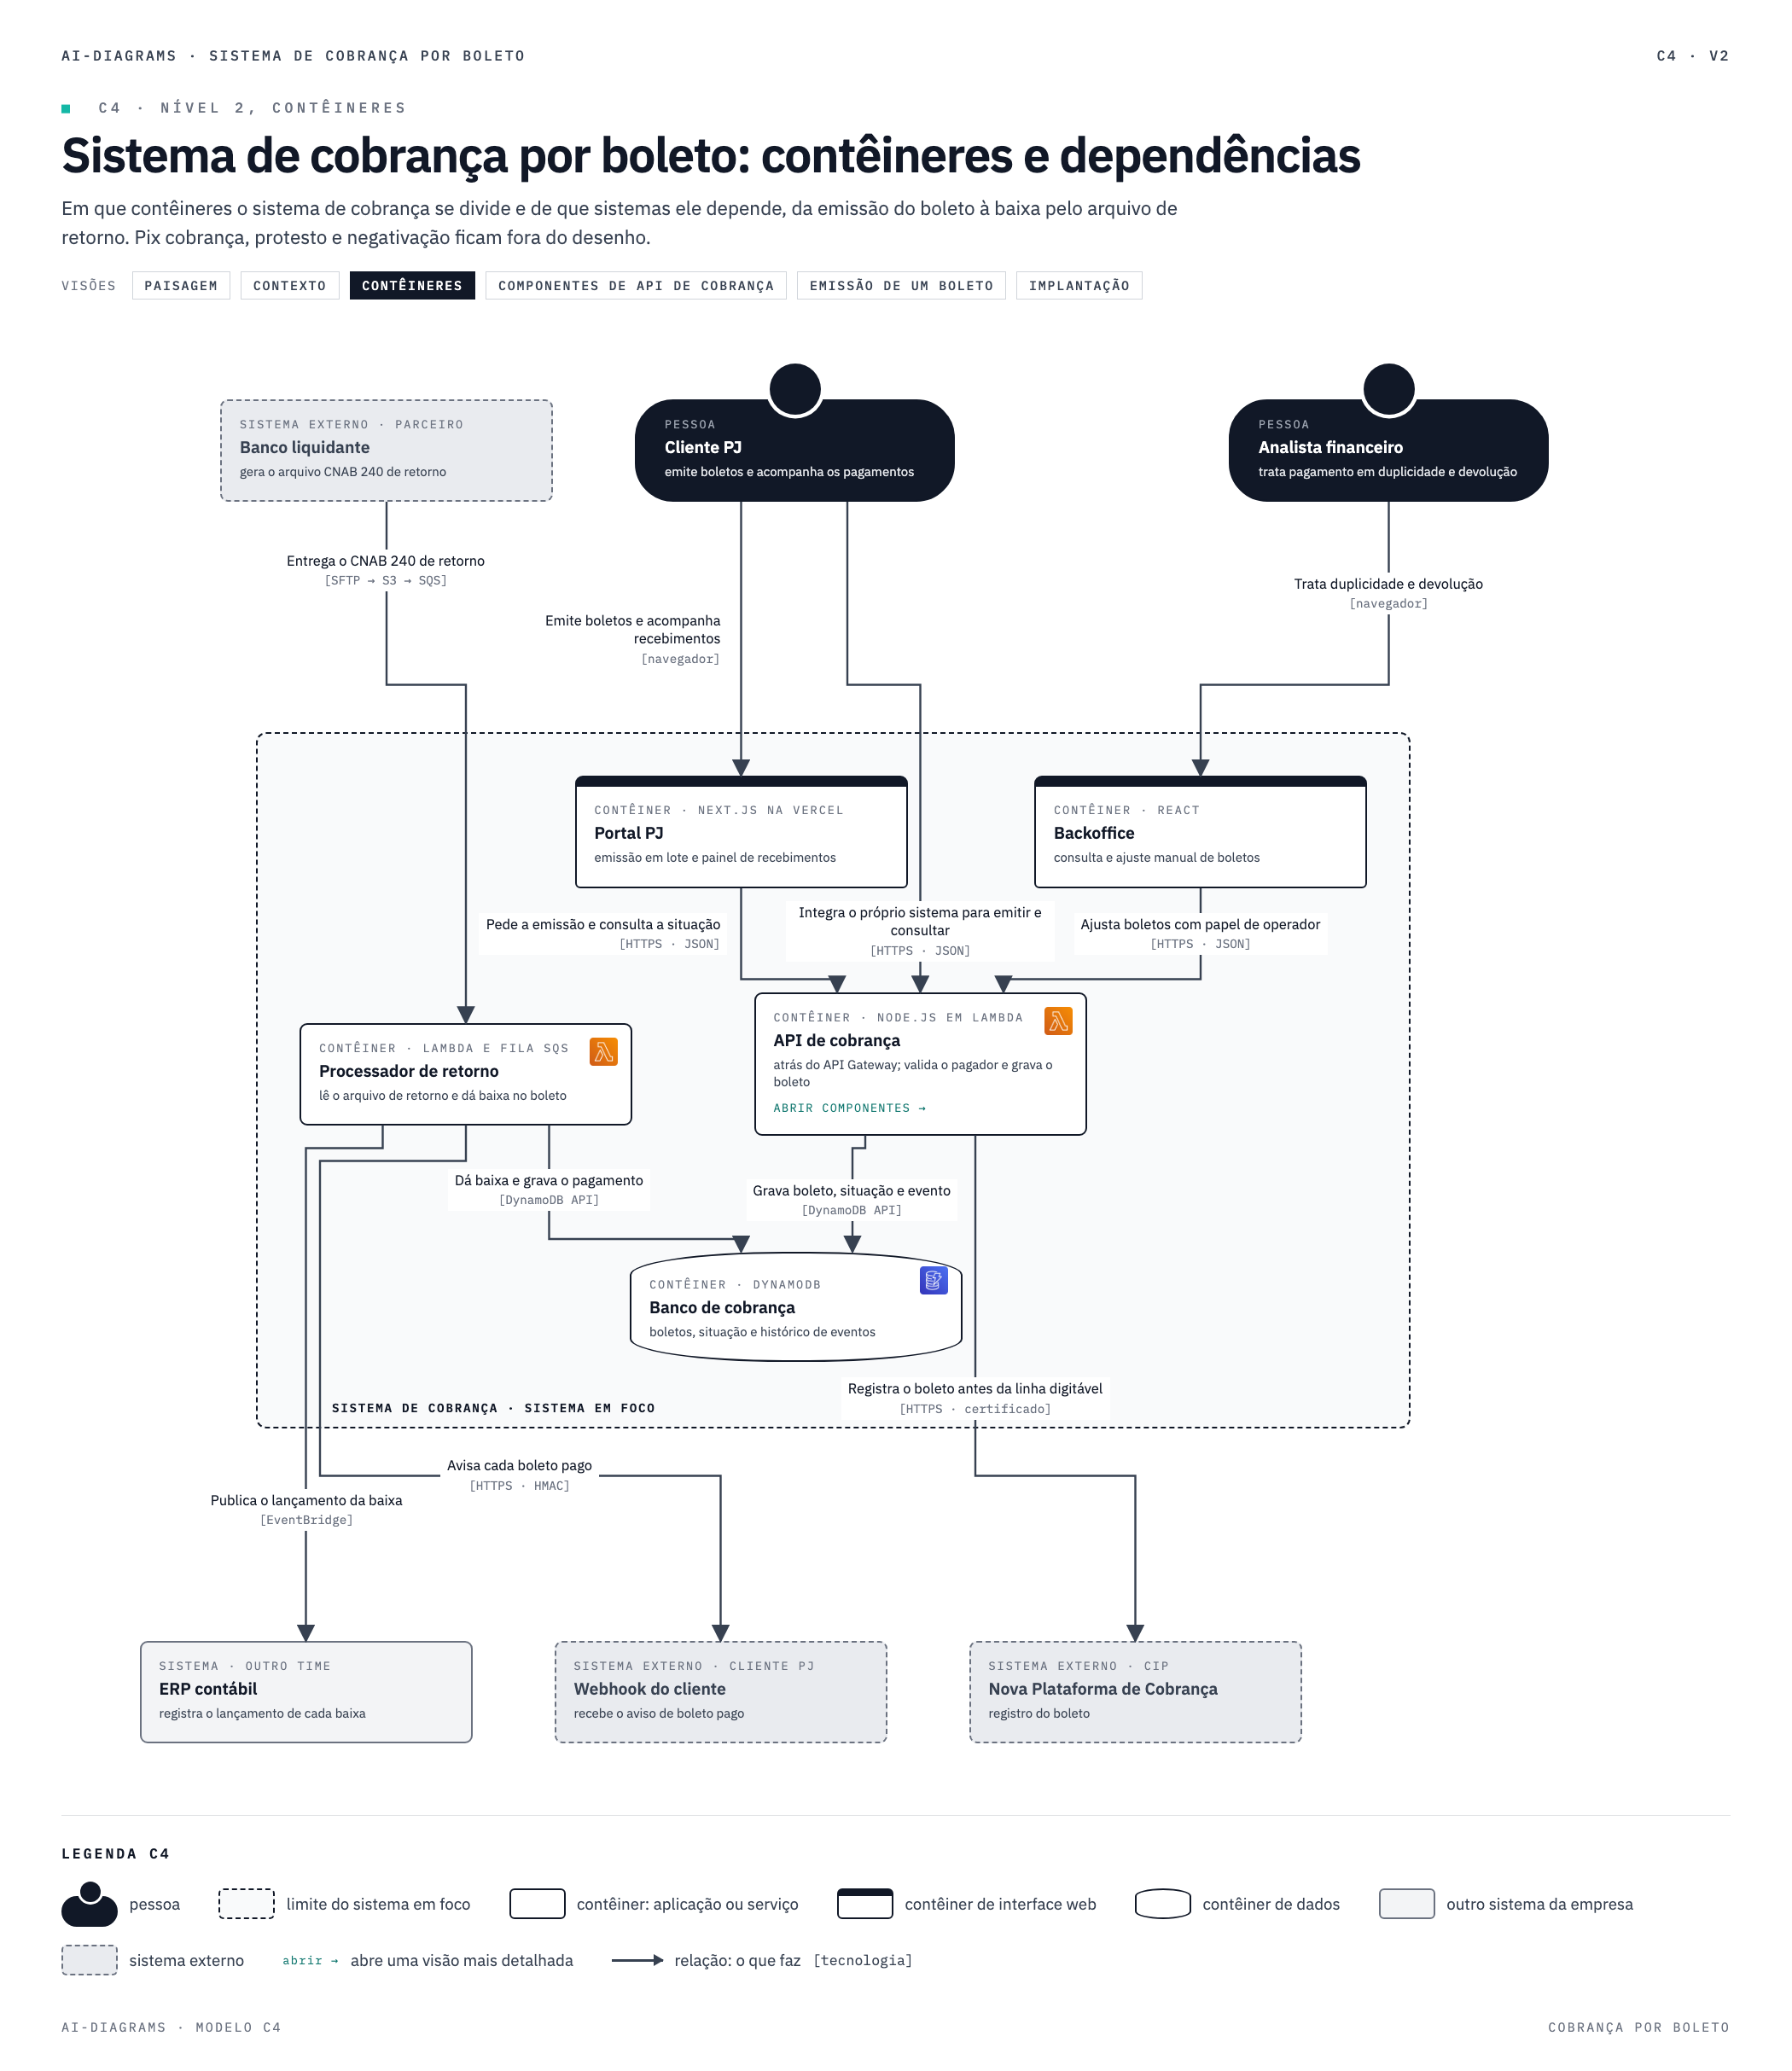 AI-DIAGRAMS · SISTEMA DE COBRANÇA POR BOLETO
C4 · V2
C4 · NÍVEL 2, CONTÊINERES
Sistema de cobrança por boleto: contêineres e dependências
Em que contêineres o sistema de cobrança se divide e de que sistemas ele depende, da emissão do boleto à baixa pelo arquivo de
retorno. Pix cobrança, protesto e negativação ficam fora do desenho.
VISÕES
PAISAGEM
CONTEXTO
CONTÊINERES
COMPONENTES DE API DE COBRANÇA
EMISSÃO DE UM BOLETO
IMPLANTAÇÃO
SISTEMA EXTERNO · PARCEIRO
Banco liquidante
gera o arquivo CNAB 240 de retorno
PESSOA
Cliente PJ
emite boletos e acompanha os pagamentos
PESSOA
Analista financeiro
trata pagamento em duplicidade e devolução
Entrega o CNAB 240 de retorno
[SFTP → S3 → SQS]
Emite boletos e acompanha
recebimentos
[navegador]
Trata duplicidade e devolução
[navegador]
CONTÊINER · NEXT.JS NA VERCEL
Portal PJ
emissão em lote e painel de recebimentos
CONTÊINER · REACT
Backoffice
consulta e ajuste manual de boletos
Pede a emissão e consulta a situação
[HTTPS · JSON]
Integra o próprio sistema para emitir e
consultar
[HTTPS · JSON]
Ajusta boletos com papel de operador
[HTTPS · JSON]
CONTÊINER · LAMBDA E FILA SQS
Processador de retorno
lê o arquivo de retorno e dá baixa no boleto
CONTÊINER · NODE.JS EM LAMBDA
API de cobrança
atrás do API Gateway; valida o pagador e grava o
boleto
ABRIR COMPONENTES →
Dá baixa e grava o pagamento
[DynamoDB API]
Grava boleto, situação e evento
[DynamoDB API]
CONTÊINER · DYNAMODB
Banco de cobrança
boletos, situação e histórico de eventos
Registra o boleto antes da linha digitável
[HTTPS · certificado]
SISTEMA DE COBRANÇA · SISTEMA EM FOCO
Avisa cada boleto pago
[HTTPS · HMAC]
Publica o lançamento da baixa
[EventBridge]
SISTEMA · OUTRO TIME
ERP contábil
registra o lançamento de cada baixa
SISTEMA EXTERNO · CLIENTE PJ
Webhook do cliente
recebe o aviso de boleto pago
SISTEMA EXTERNO · CIP
Nova Plataforma de Cobrança
registro do boleto
LEGENDA C4
pessoa
limite do sistema em foco
contêiner: aplicação ou serviço
contêiner de interface web
contêiner de dados
outro sistema da empresa
sistema externo
abrir → abre uma visão mais detalhada
relação: o que faz [tecnologia]
AI-DIAGRAMS · MODELO C4
COBRANÇA POR BOLETO